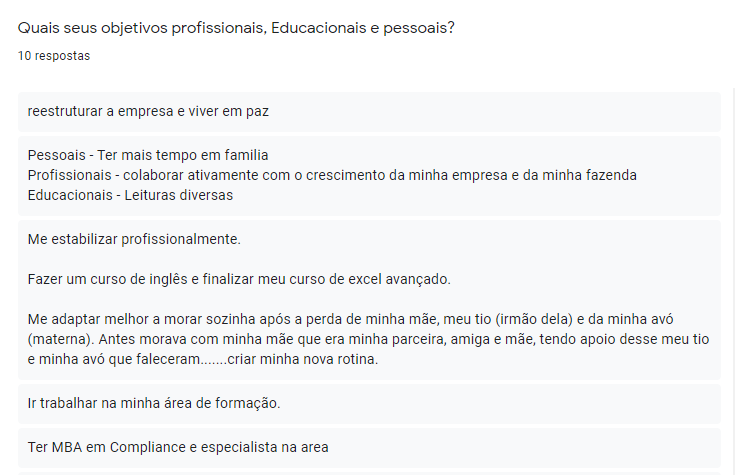 Quais seus objetivos profissionais, Educacionais e pessoais?
10 respostas
reestruturar a empresa e viver em paz
Pessoais - Ter mais tempo em familia
Profissionais - colaborar ativamente com o crescimento da minha empresa e da minha fazenda
Educacionais - Leituras diversas
Me estabilizar profissionalmente.
Fazer um curso de inglês e finalizar meu curso de excel avançado.
Me adaptar melhor a morar sozinha após a perda de minha mãe, meu tio (irmão dela) e da minha avó
(materna). Antes morava com minha mãe que era minha parceira, amiga e mãe, tendo apoio desse meu tio
e minha avó que faleceram.......criar minha nova rotina.
Ir trabalhar na minha área de formação.
Ter MBA em Compliance e especialista na area